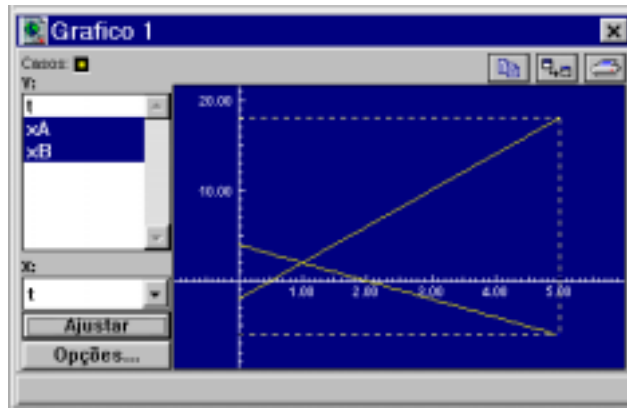 Grafico 1
Casos:
Y:
t
xA
xB
X:
t
Ajustar
Opções...
20.00
10.00
1.00 2.00 3.00 4.00 5.00